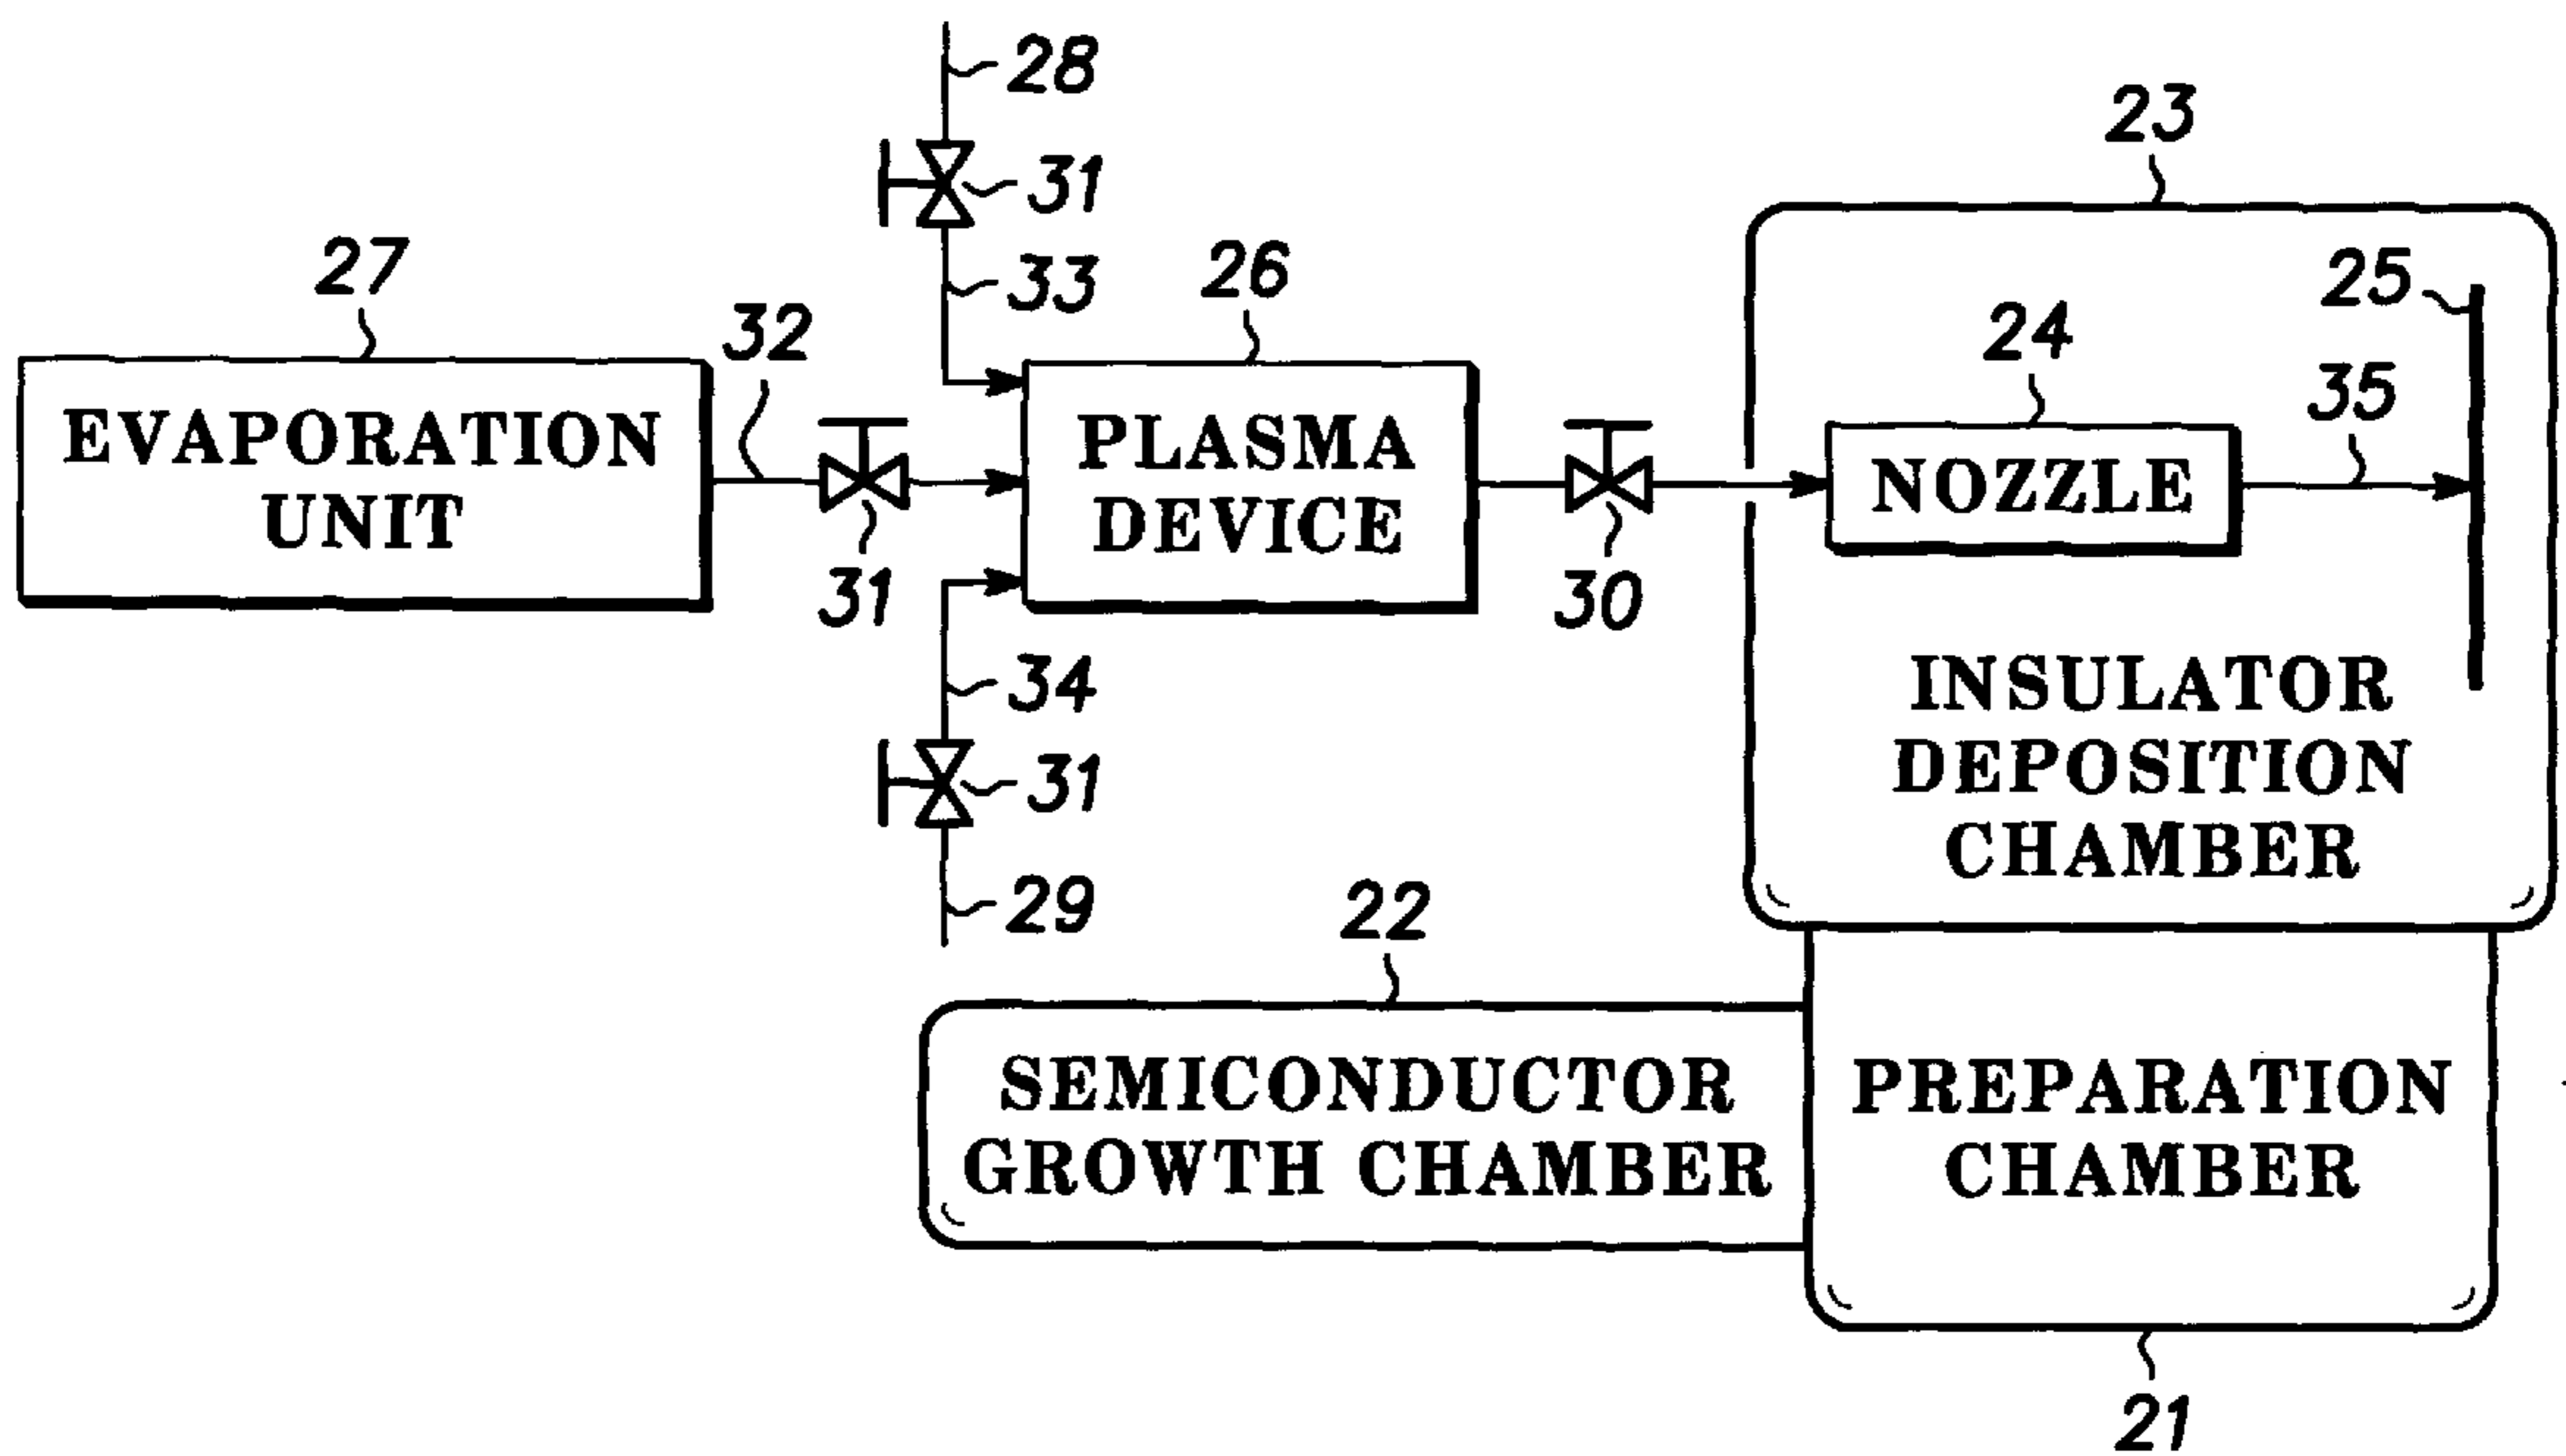 28
23
31
27
33
26
25
32
24
35
EVAPORATION
UNIT
PLASMA
DEVICE
NOZZLE
31
30
34
INSULATOR
DEPOSITION
CHAMBER
31
29
22
SEMICONDUCTOR
GROWTH CHAMBER
PREPARATION
CHAMBER
21